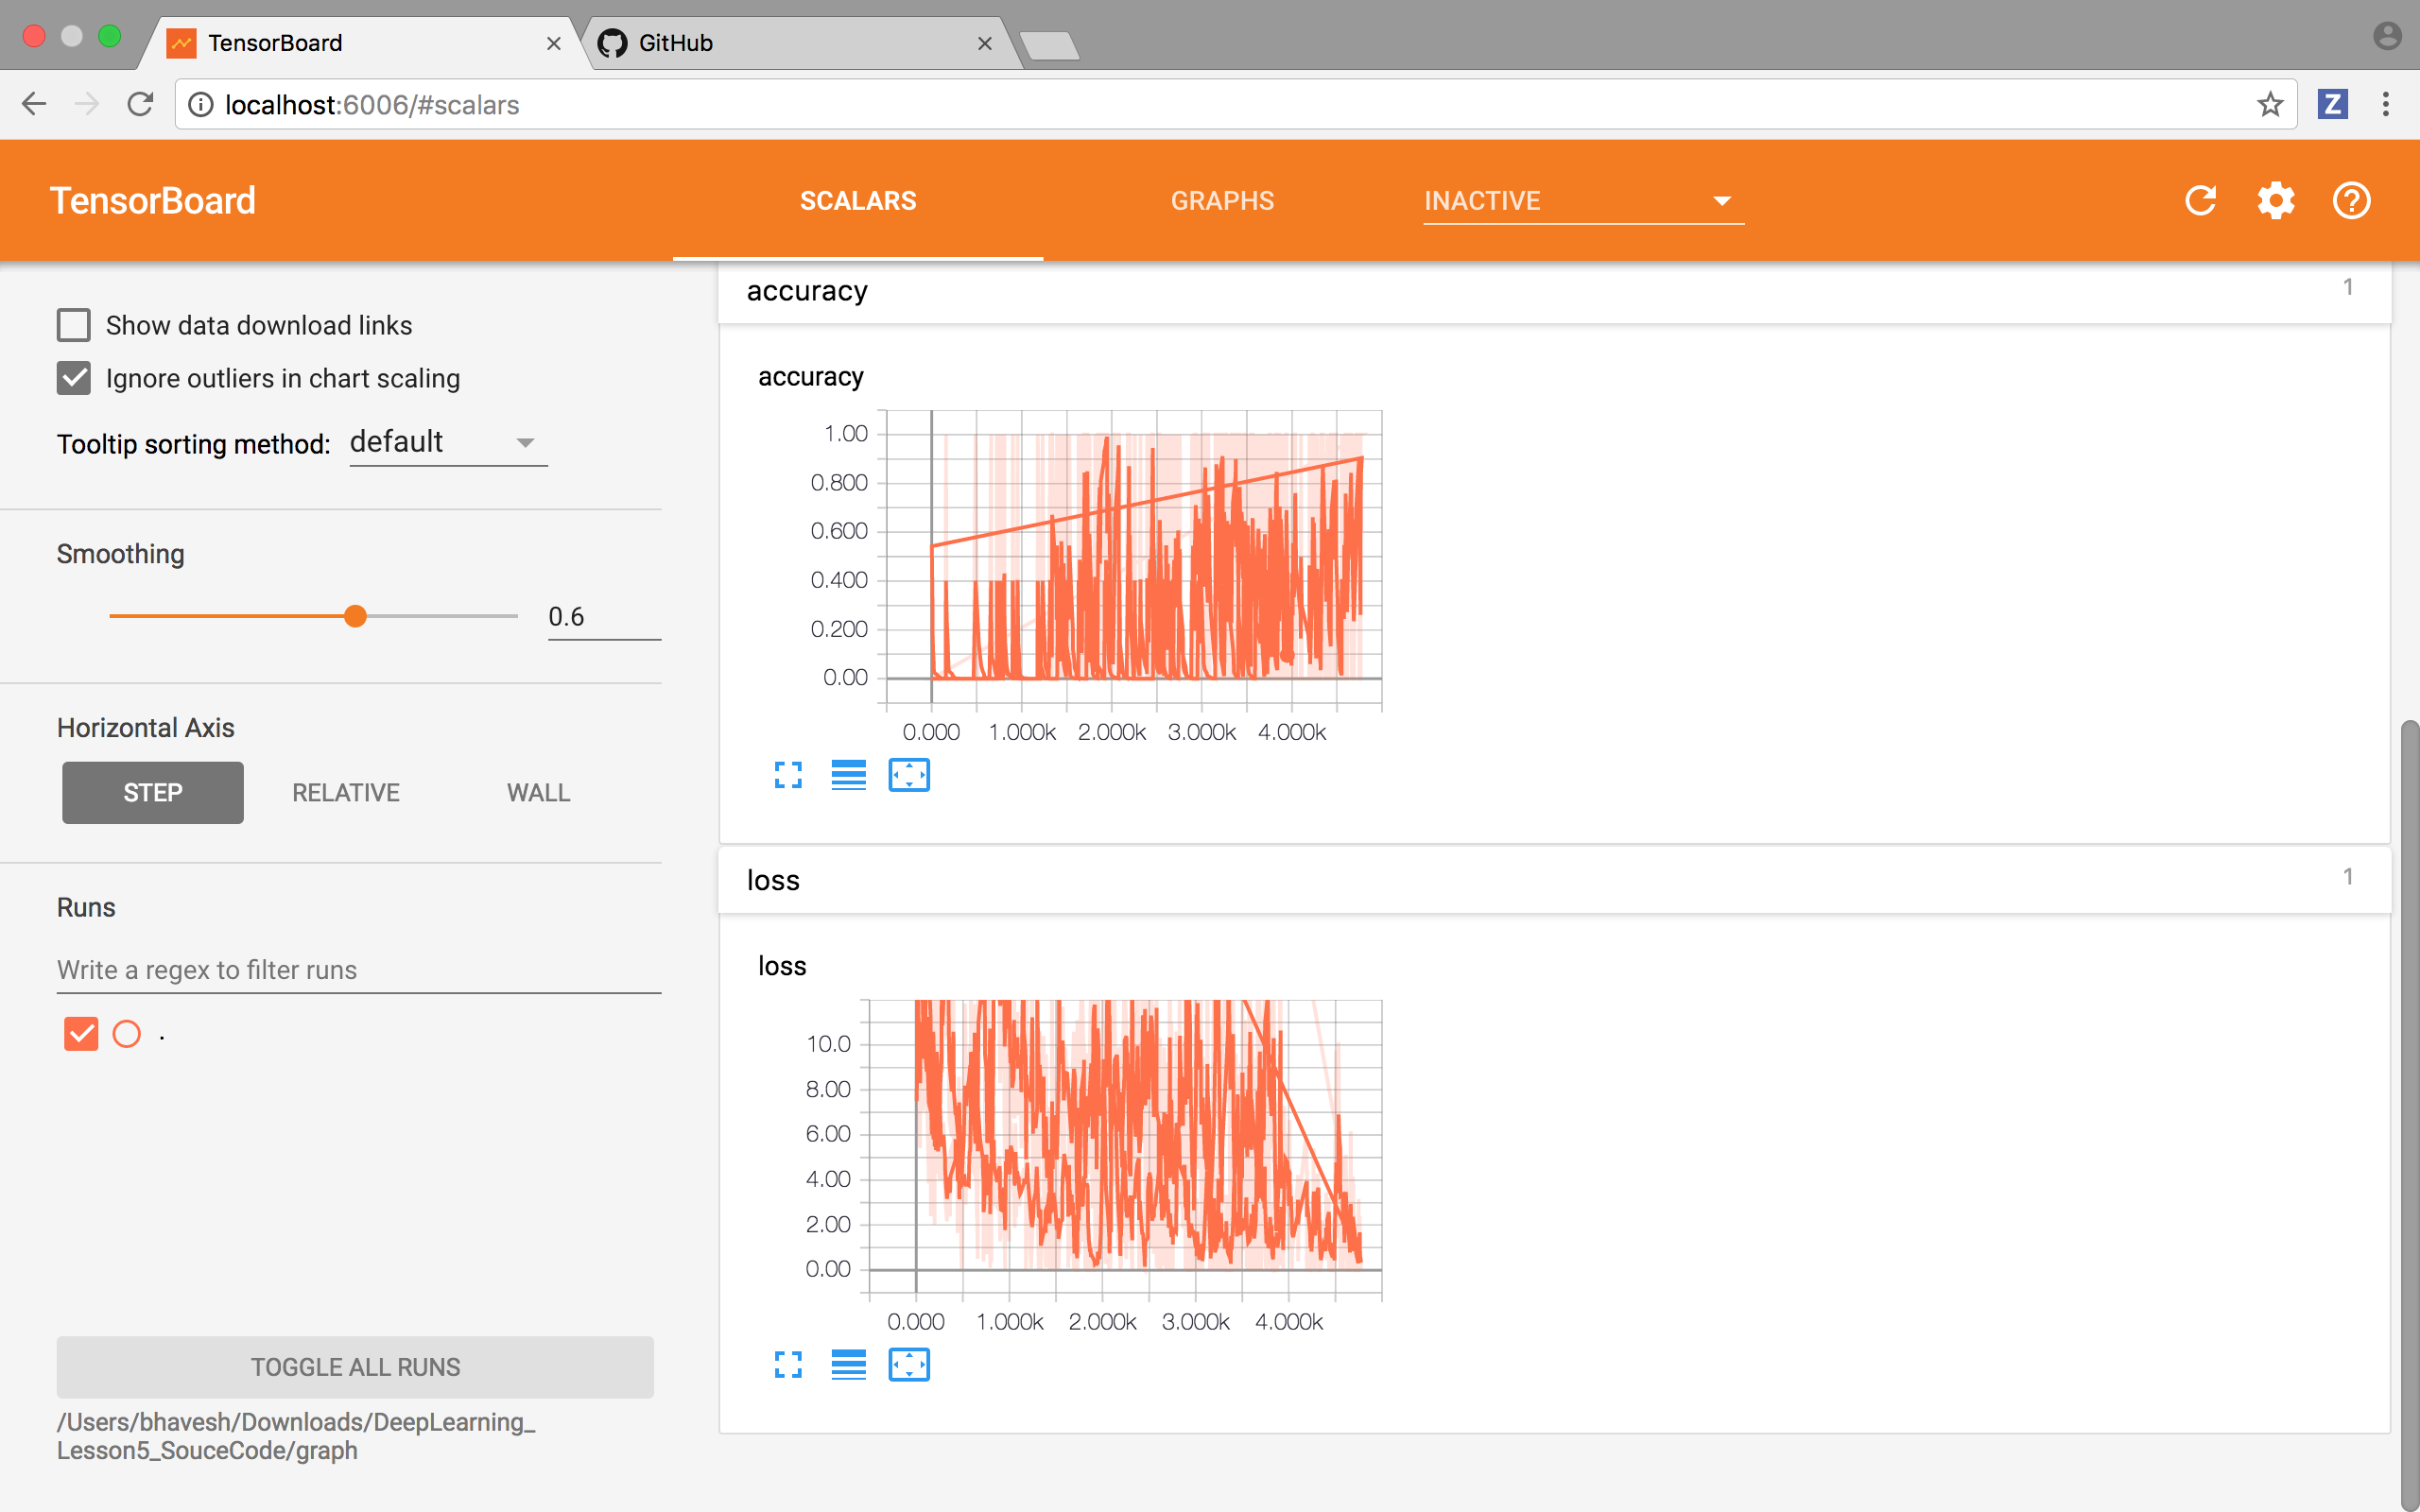 TensorBoard
GitHub
localhost:6006/#scalars
Z
TensorBoard
SCALARS
GRAPHS
INACTIVE
Show data download links
Ignore outliers in chart scaling
Tooltip sorting method: default
Smoothing
0.6
Horizontal Axis
STEP RELATIVE WALL
Runs
Write a regex to filter runs
.
TOGGLE ALL RUNS
/Users/bhavesh/Downloads/DeepLearning_
Lesson5_SouceCode/graph
accuracy 1
accuracy
1.00
0.800
0.600
0.400
0.200
0.00
0.000 1.000k 2.000k 3.000k 4.000k
loss 1
loss
10.0
8.00
6.00
4.00
2.00
0.00
0.000 1.000k 2.000k 3.000k 4.000k